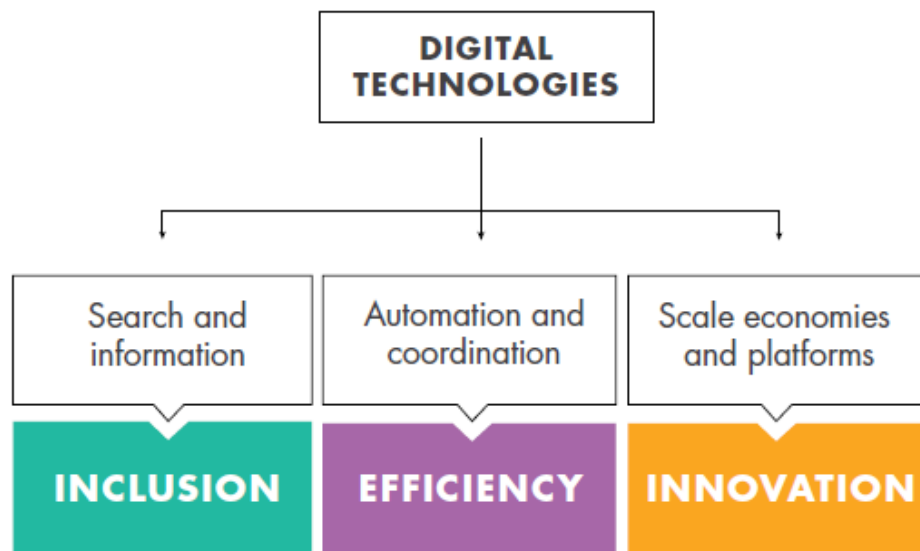 DIGITAL
TECHNOLOGIES
Search and
information
Automation and
coordination
Scale economies
and platforms
INCLUSION
EFFICIENCY
INNOVATION